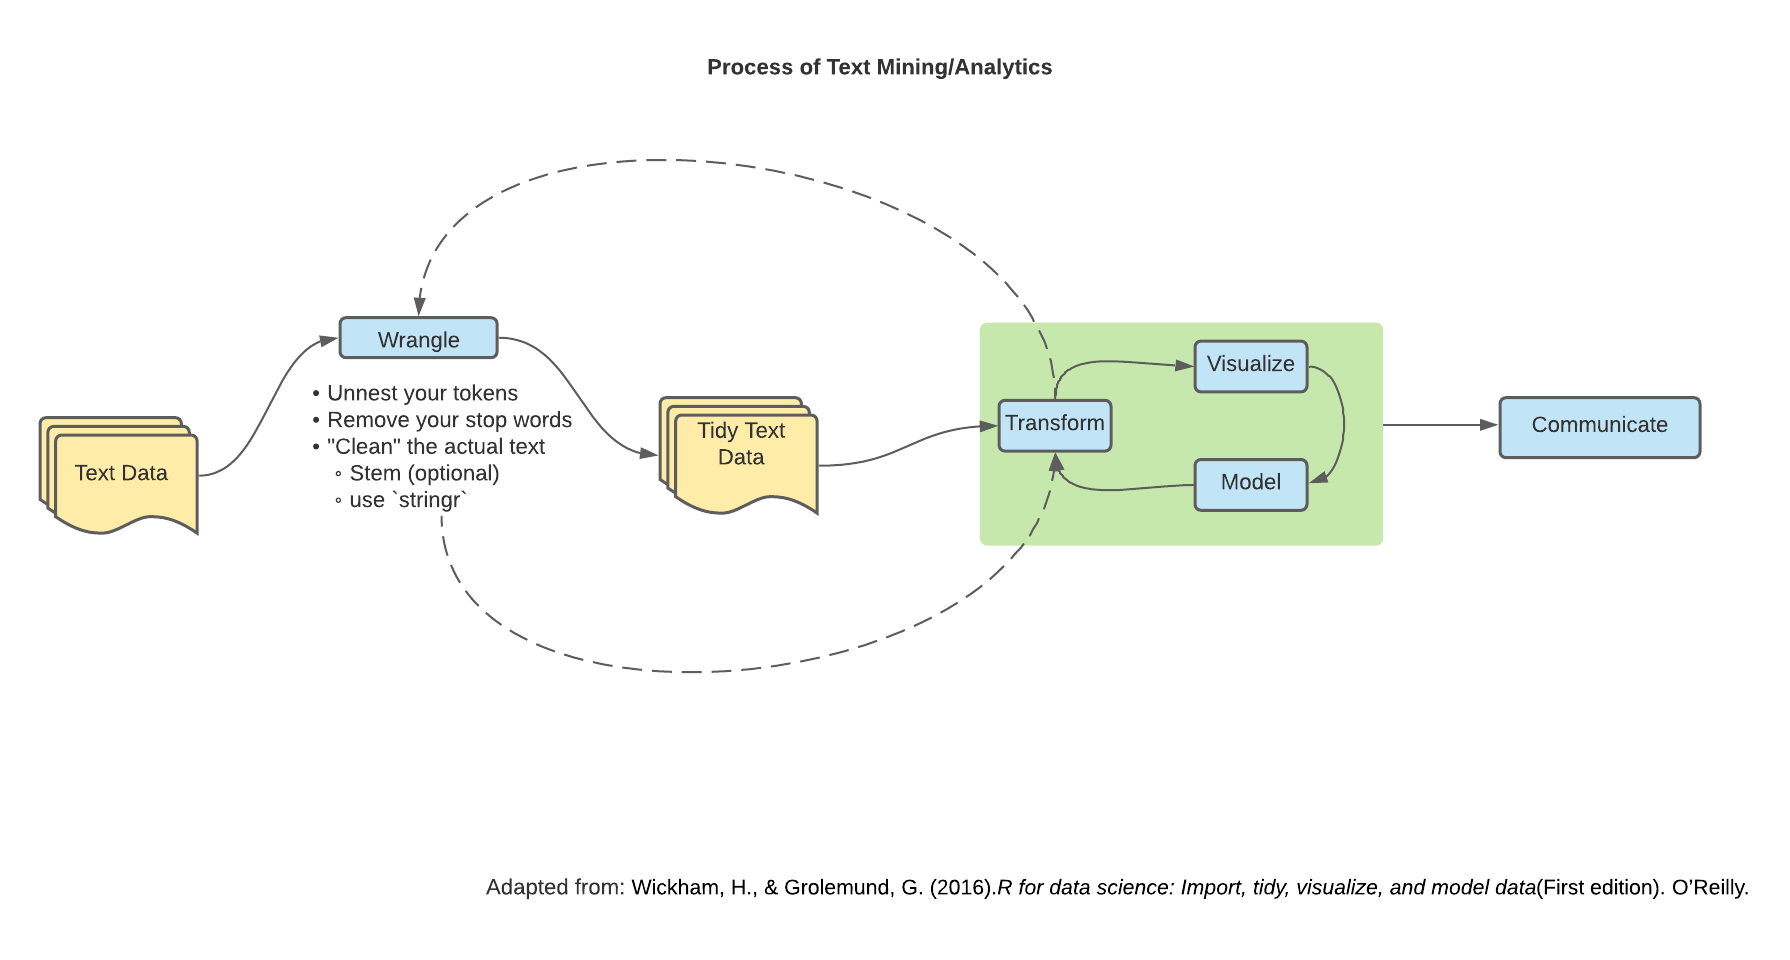 Process of Text Mining/Analytics
Text Data
Wrangle
• Unnest your tokens
• Remove your stop words
• "Clean" the actual text
◦ Stem (optional)
◦ use `stringr`
Tidy Text
Data
Transform
Visualize
Model
Communicate
Adapted from: Wickham, H., & Grolemund, G. (2016).R for data science: Import, tidy, visualize, and model data(First edition). O’Reilly.